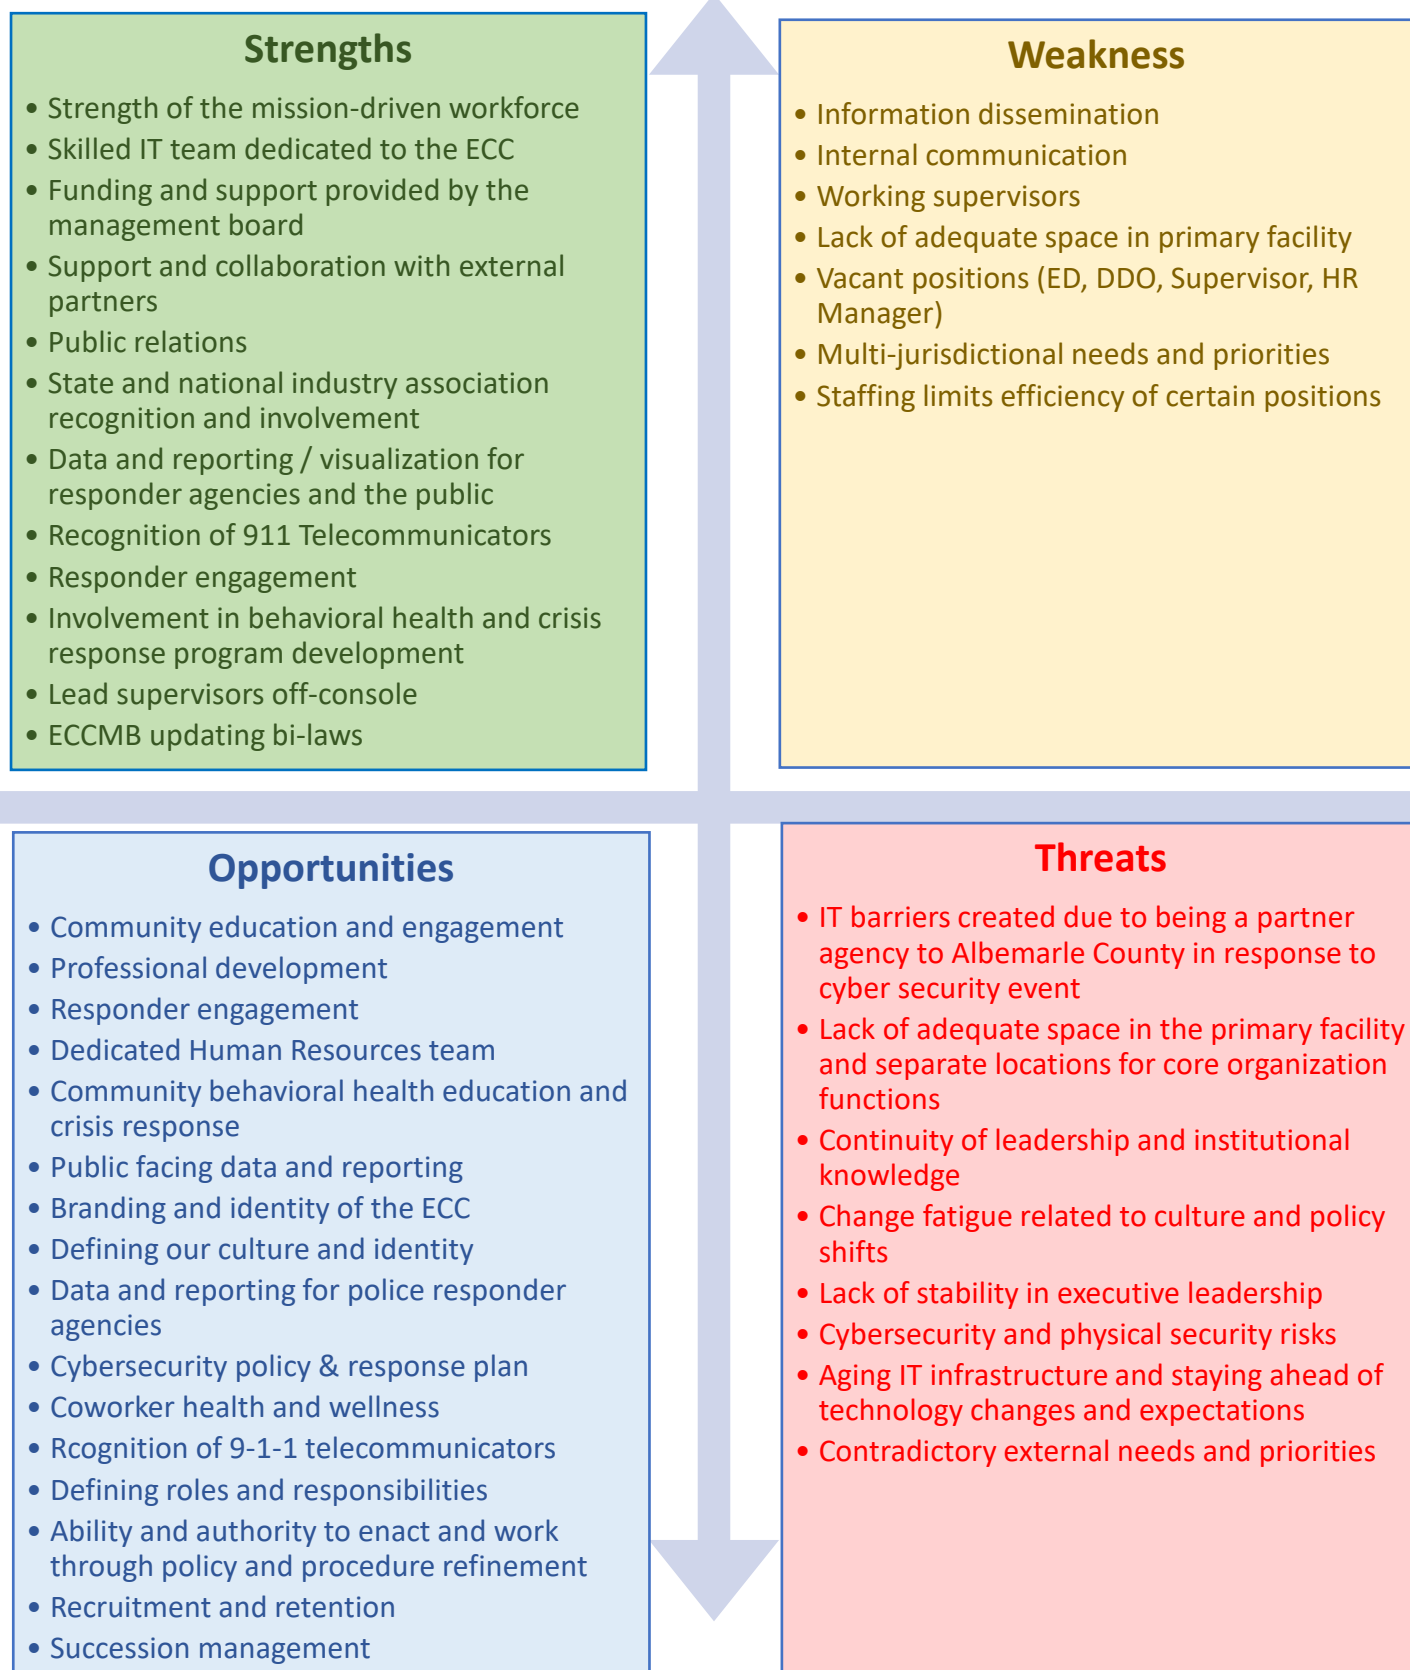 Strengths
• Strength of the mission-driven workforce
• Skilled IT team dedicated to the ECC
• Funding and support provided by the
management board
• Support and collaboration with external
partners
• Public relations
• State and national industry association
recognition and involvement
• Data and reporting / visualization for
responder agencies and the public
• Recognition of 911 Telecommunicators
• Responder engagement
• Involvement in behavioral health and crisis
response program development
• Lead supervisors off-console
• ECCMB updating bi-laws
Weakness
• Information dissemination
• Internal communication
• Working supervisors
• Lack of adequate space in primary facility
• Vacant positions (ED, DDO, Supervisor, HR
Manager)
• Multi-jurisdictional needs and priorities
• Staffing limits efficiency of certain positions
Opportunities
• Community education and engagement
• Professional development
• Responder engagement
• Dedicated Human Resources team
• Community behavioral health education and
crisis response
• Public facing data and reporting
• Branding and identity of the ECC
• Defining our culture and identity
• Data and reporting for police responder
agencies
• Cybersecurity policy & response plan
• Coworker health and wellness
• Rcognition of 9-1-1 telecommunicators
• Defining roles and responsibilities
• Ability and authority to enact and work
through policy and procedure refinement
• Recruitment and retention
• Succession management
Threats
• IT barriers created due to being a partner
agency to Albemarle County in response to
cyber security event
• Lack of adequate space in the primary facility
and separate locations for core organization
functions
• Continuity of leadership and institutional
knowledge
• Change fatigue related to culture and policy
shifts
• Lack of stability in executive leadership
• Cybersecurity and physical security risks
• Aging IT infrastructure and staying ahead of
technology changes and expectations
• Contradictory external needs and priorities